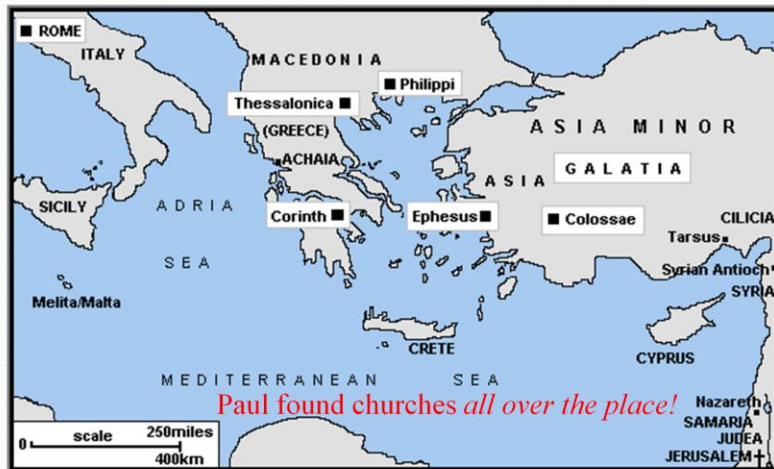 ROME
ITALY
MACEDONIA
Philippi
Thessalonica
(GREECE)
ASIA MINOR
ACHAIA
GALATIA
ASIA
SICILY
ADRIA
Corinth
Ephesus
Colossae
CILICIA
Tarsus
SEA
Syrian Antioch
SYRIA
Melita/Malta
CRETE
CYPRUS
MEDITERRANEAN SEA
Paul found churches all over the place!
Nazareth
G
SAMARIA
JUDEA
JERUSALEM
scale 250miles
0
400km